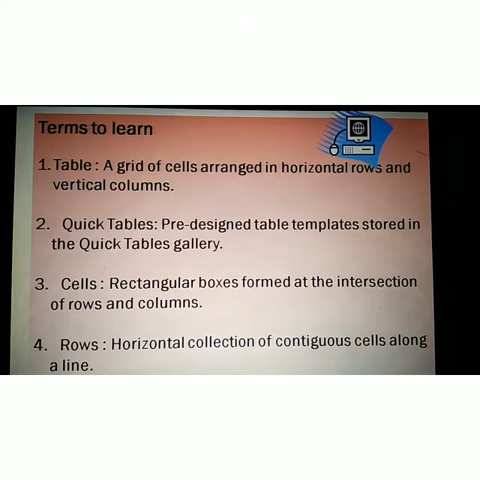 Terms to learn
1. Table : A grid of cells arranged in horizontal rows and
vertical columns.
2. Quick Tables: Pre-designed table templates stored in
the Quick Tables gallery.
3. Cells : Rectangular boxes formed at the intersection
of rows and columns.
4. Rows : Horizontal collection of contiguous cells along
a line.